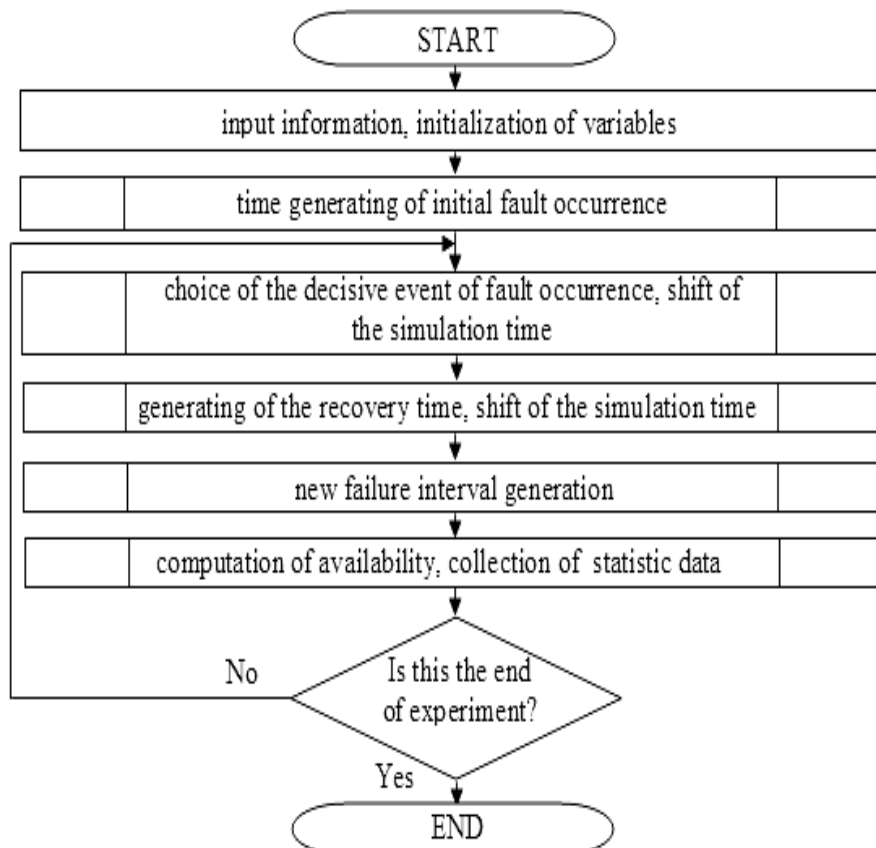 START
input information, initialization of variables
time generating of initial fault occurrence
choice of the decisive event of fault occurrence, shift of
the simulation time
generating of the recovery time, shift of the simulation time
new failure interval generation
computation of availability, collection of statistic data
Is this the end
of experiment?
No
Yes
END